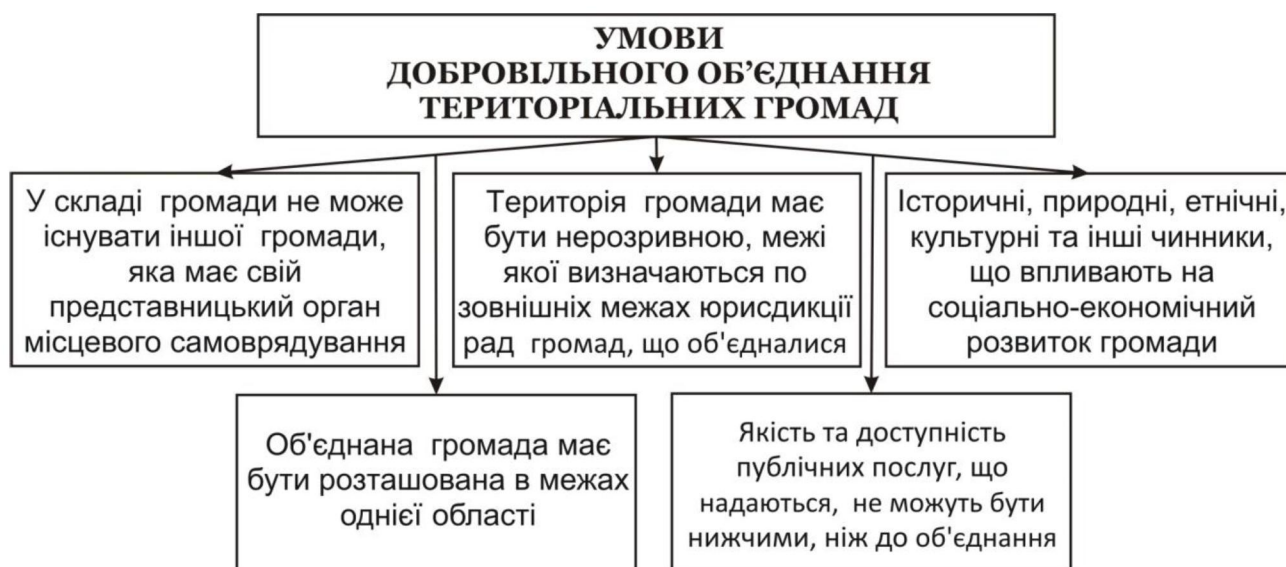 УМОВИ
ДОБРОВІЛЬНОГО ОБ’ЄДНАННЯ
ТЕРИТОРІАЛЬНИХ ГРОМАД
У складі громади не може
існувати іншої громади,
яка має свій
представницький орган
місцевого самоврядування
Територія громади має
бути нерозривною, межі
якої визначаються по
зовнішніх межах юрисдикції
рад громад, що об'єдналися
Історичні, природні, етнічні,
культурні та інші чинники,
що впливають на
соціально-економічний
розвиток громади
Об'єднана громада має
бути розташована в межах
однієї області
Якість та доступність
публічних послуг, що
надаються, не можуть бути
нижчими, ніж до об'єднання